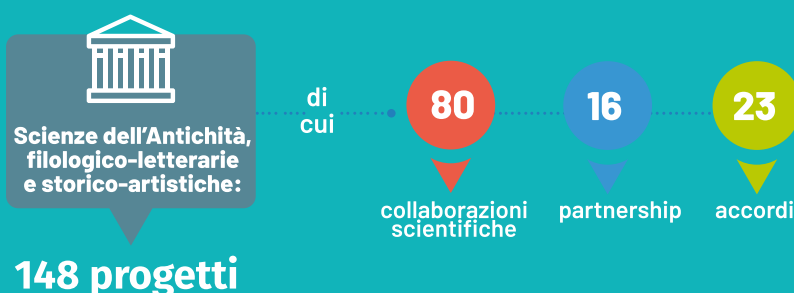 Scienze dell'Antichità,
filologico-letterarie
e storico-artistiche:
148 progetti
di
cui
80
collaborazioni
scientifiche
16
partnership
23
accordi